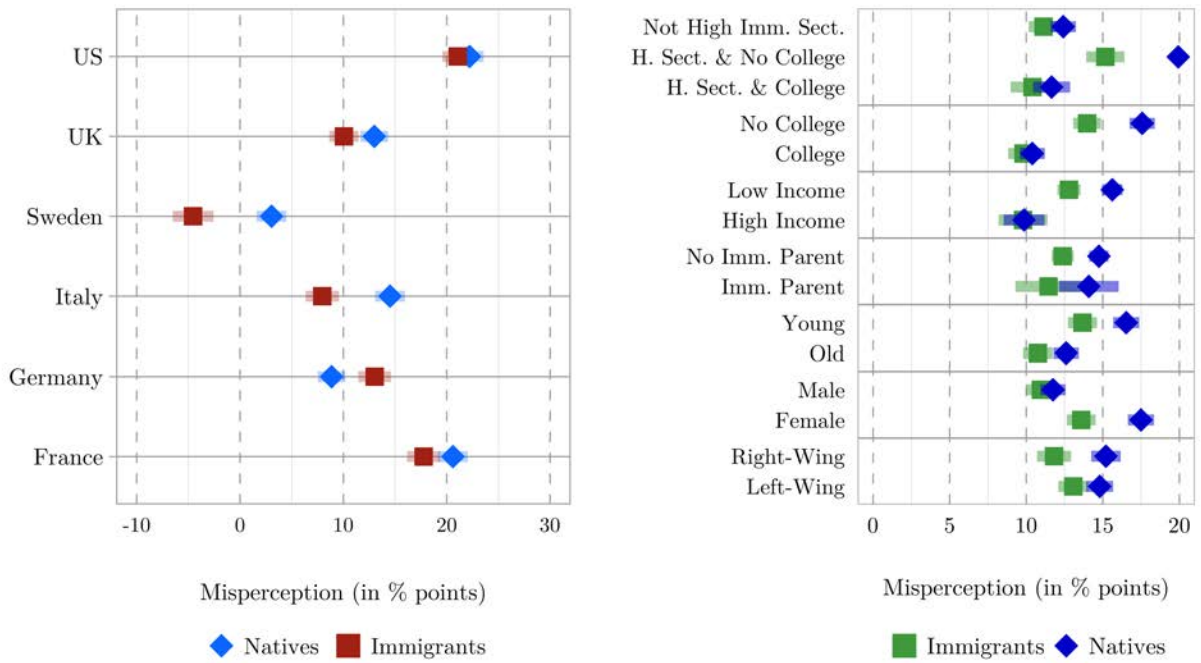 US
UK
Sweden
Italy
Germany
France
-10 0 10 20 30
Misperception (in % points)
Natives Immigrants
Not High Imm. Sect.
H. Sect. & No College
H. Sect. & College
No College
College
Low Income
High Income
No Imm. Parent
Imm. Parent
Young
Old
Male
Female
Right-Wing
Left-Wing
0 5 10 15 20
Misperception (in % points)
Immigrants Natives